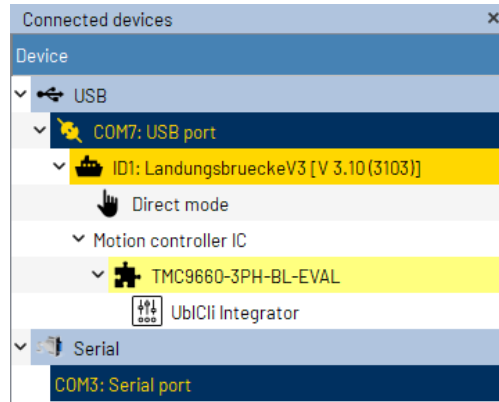 Connected devices
Device
USB
COM7: USB port
ID1: LandungsbrueckeV3 [V 3.10 (3103)]
Direct mode
Motion controller IC
TMC9660-3PH-BL-EVAL
UblCli Integrator
Serial
COM3: Serial port